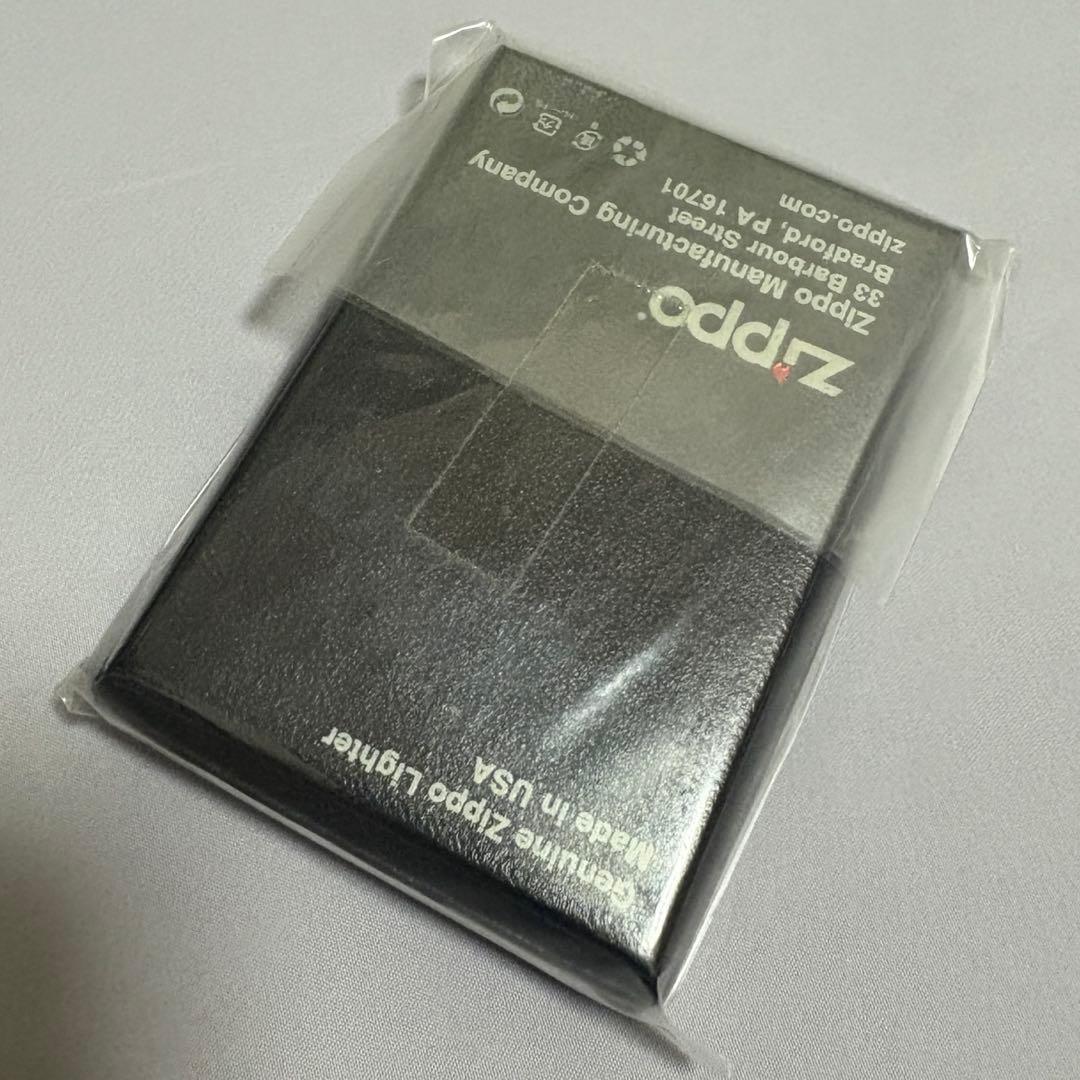 Genuine Zippo Lighter
Made in USA
Zippo
Zippo Manufacturing Company
33 Barbour Street
Bradford, PA 16701
zippo.com